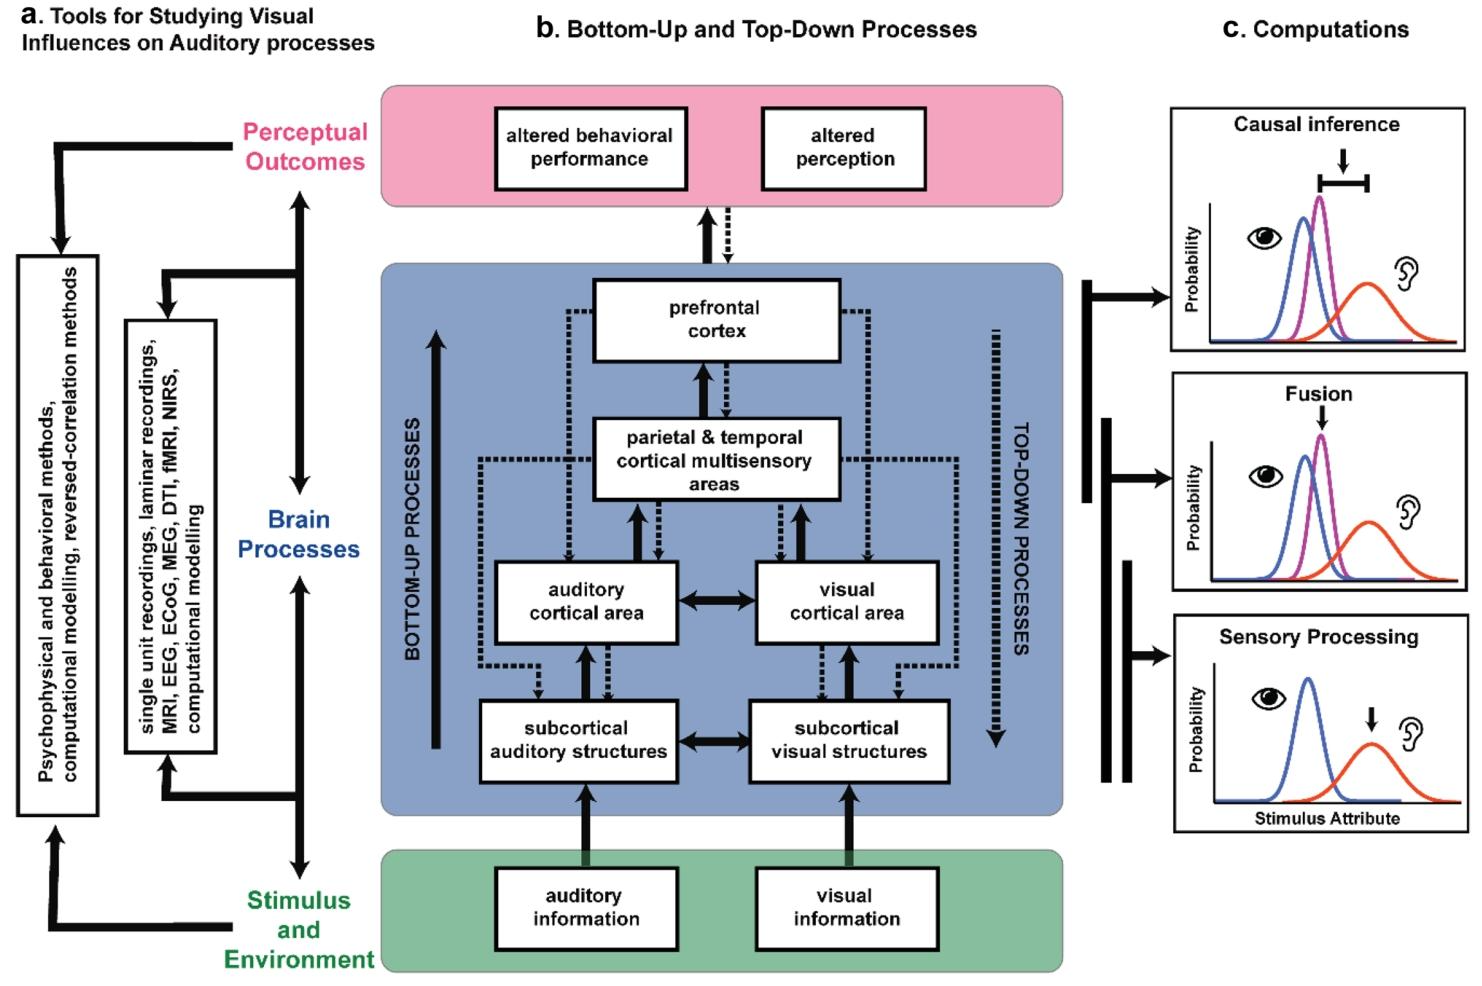 a. Tools for Studying Visual
Influences on Auditory processes
b. Bottom-Up and Top-Down Processes
c. Computations
Perceptual
Outcomes
Brain
Processes
Stimulus
and
Environment
Psychophysical and behavioral methods,
computational modelling, reversed-correlation methods
single unit recordings, laminar recordings,
MRI, EEG, ECoG, MEG, DTI, fMRI, NIRS,
computational modelling
altered behavioral
performance
altered
perception
BOTTOM-UP PROCESSES
prefrontal
cortex
parietal & temporal
cortical multisensory
areas
auditory
cortical area
visual
cortical area
subcortical
auditory structures
subcortical
visual structures
TOP-DOWN PROCESSES
auditory
information
visual
information
Causal inference
Probability
Fusion
Probability
Sensory Processing
Probability
Stimulus Attribute